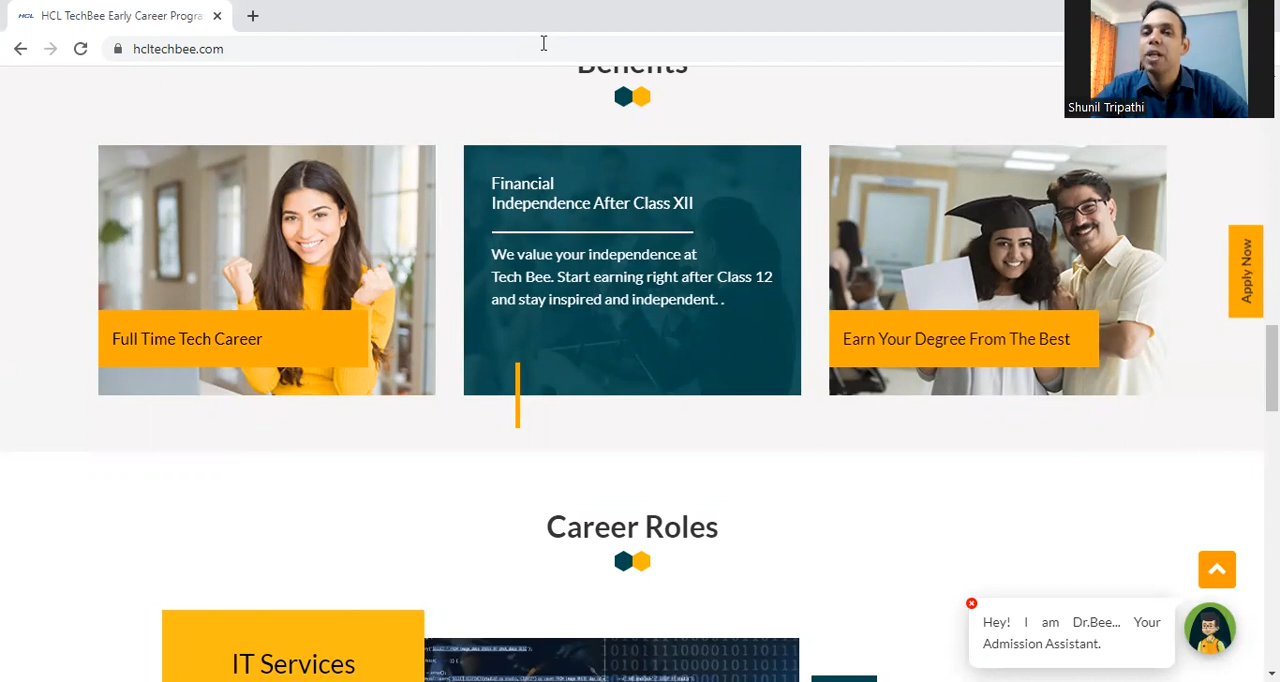 HCL
HCL TechBee Early Career Progra
hcltechbee.com
Shunil Tripathi
Benefits
Full Time Tech Career
Financial
Independence After Class XII
We value your independence at
Tech Bee. Start earning right after Class 12
and stay inspired and independent. .
Earn Your Degree From The Best
Apply Now
Career Roles
IT Services
Hey! I am Dr.Bee... Your
Admission Assistant.